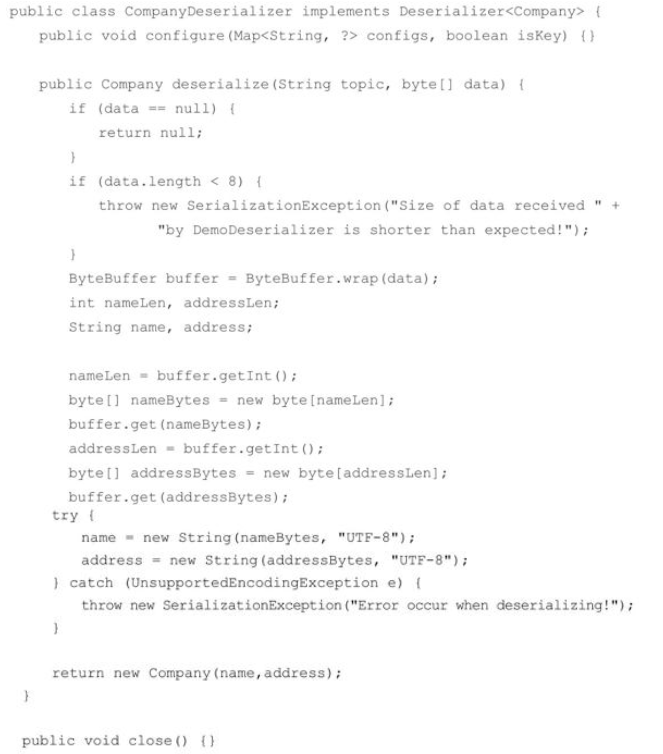 public class CompanyDeserializer implements Deserializer<Company> {
public void configure(Map<String, ?> configs, boolean isKey) {}
public Company deserialize(String topic, byte[] data) {
if (data == null) {
return null;
}
if (data.length < 8) {
throw new SerializationException("Size of data received " +
"by DemoDeserializer is shorter than expected!");
}
ByteBuffer buffer = ByteBuffer.wrap(data);
int nameLen, addressLen;
String name, address;
nameLen = buffer.getInt();
byte[] nameBytes = new byte[nameLen];
buffer.get(nameBytes);
addressLen = buffer.getInt();
byte[] addressBytes = new byte[addressLen];
buffer.get(addressBytes);
try {
name = new String(nameBytes, "UTF-8");
address = new String(addressBytes, "UTF-8");
} catch (UnsupportedEncodingException e) {
throw new SerializationException("Error occur when deserializing!");
}
return new Company(name,address);
}
public void close() {}